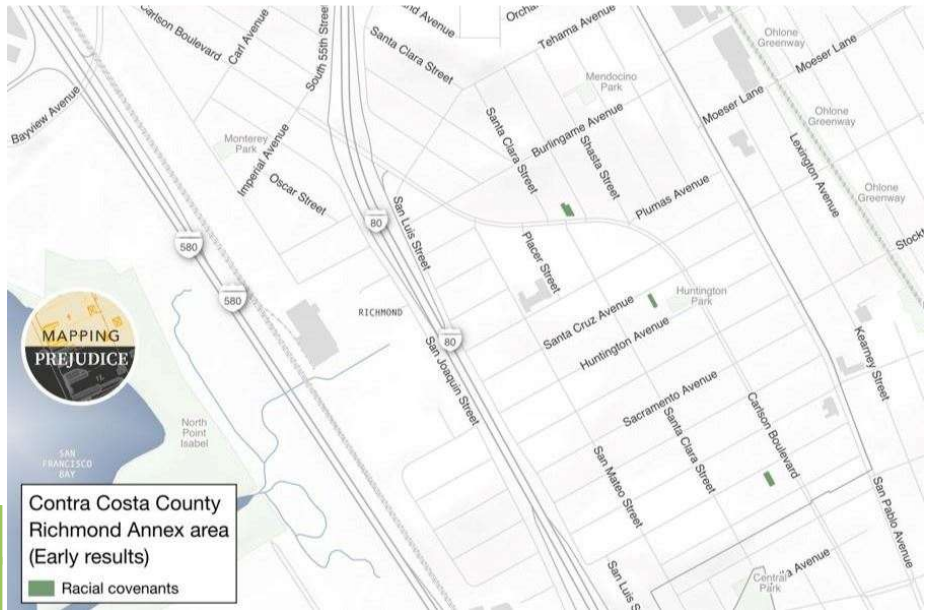 Carlson Boulevard
Carl Avenue
South 55th Street
Avenue
Santa Clara Street
Tehama Avenue
Ohlone
Greenway
Moeser Lane
Bayview Avenue
Mendocino
Park
Moeser Lane
Monterey
Park
Imperial Avenue
Santa Clara Street
Burlingame Avenue
Shasta Street
Lexington Avenue
Ohlone
Greenway
Oscar Street
San Luis Street
80
Plumas Avenue
Ohlone
Greenway
580
Placer Street
580
RICHMOND
Santa Cruz Avenue
Huntington
Park
80
Huntington Avenue
MAPPING
PREJUDICE
San Joaquin Street
Kearney Street
Sacramento Avenue
Santa Clara Street
Carlson Boulevard
North
Point
Isabel
SAN
FRANCISCO
BAY
San Mateo Street
San Pablo Avenue
Contra Costa County
Richmond Annex area
(Early results)
Racial covenants
San Luis S
Central
Park
Avenue